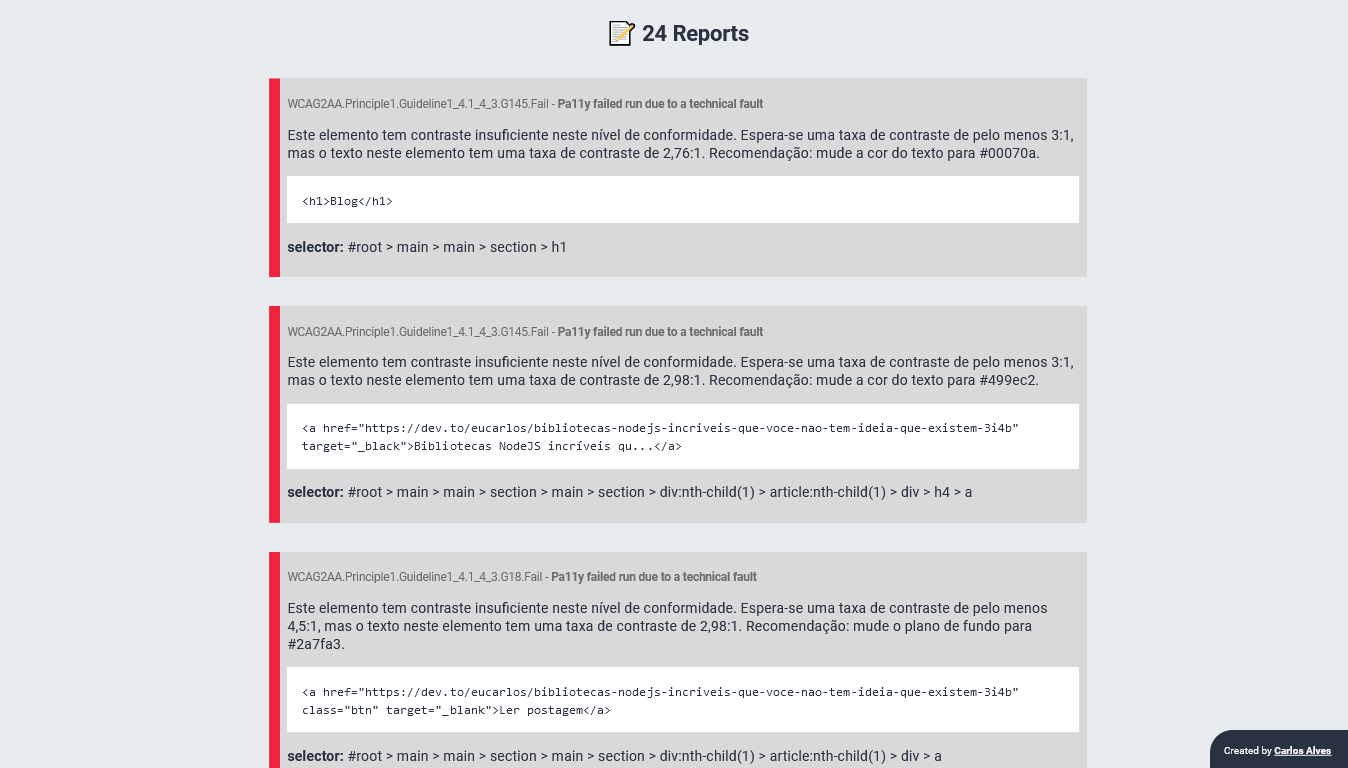 24 Reports
WCAG2AA.Principle1.Guideline1_4.1_4_3.G145.Fail - Pa11y failed run due to a technical fault
Este elemento tem contraste insuficiente neste nível de conformidade. Espera-se uma taxa de contraste de pelo menos 3:1,
mas o texto neste elemento tem uma taxa de contraste de 2,76:1. Recomendação: mude a cor do texto para #00070a.
<h1>Blog</h1>
selector: #root > main > main > section > h1
WCAG2AA.Principle1.Guideline1_4.1_4_3.G145.Fail - Pa11y failed run due to a technical fault
Este elemento tem contraste insuficiente neste nível de conformidade. Espera-se uma taxa de contraste de pelo menos 3:1,
mas o texto neste elemento tem uma taxa de contraste de 2,98:1. Recomendação: mude a cor do texto para #499ec2.
<a href="https://dev.to/eucarlos/bibliotecas-nodejs-incriveis-que-voce-nao-tem-ideia-que-existem-3i4b"
target="_black">Bibliotecas NodeJS incríveis qu...</a>
selector: #root > main > main > section > main > section > div:nth-child(1) > article:nth-child(1) > div > h4 > a
WCAG2AA.Principle1.Guideline1_4.1_4_3.G18.Fail - Pa11y failed run due to a technical fault
Este elemento tem contraste insuficiente neste nível de conformidade. Espera-se uma taxa de contraste de pelo menos
4,5:1, mas o texto neste elemento tem uma taxa de contraste de 2,98:1. Recomendação: mude o plano de fundo para
#2a7fa3.
<a href="https://dev.to/eucarlos/bibliotecas-nodejs-incriveis-que-voce-nao-tem-ideia-que-existem-3i4b"
class="btn" target="_blank">Ler postagem</a>
selector: #root > main > main > section > main > section > div:nth-child(1) > article:nth-child(1) > div > a
Created by Carlos Alves